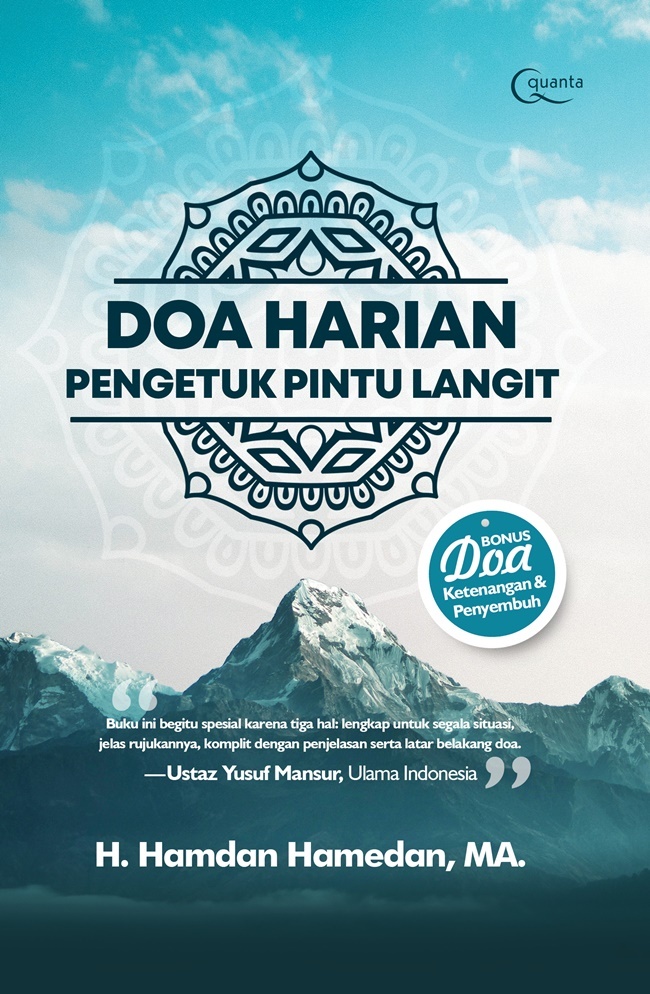 quanta
DOA HARIAN
PENGETUK PINTU LANGIT
BONUS
Doa
Ketenangan &
Penyembuh
“Buku ini begitu spesial karena tiga hal: lengkap untuk segala situasi,
jelas rujukannya, komplit dengan penjelasan serta latar belakang doa.
—Ustaz Yusuf Mansur, Ulama Indonesia”
H. Hamdan Hamedan, MA.